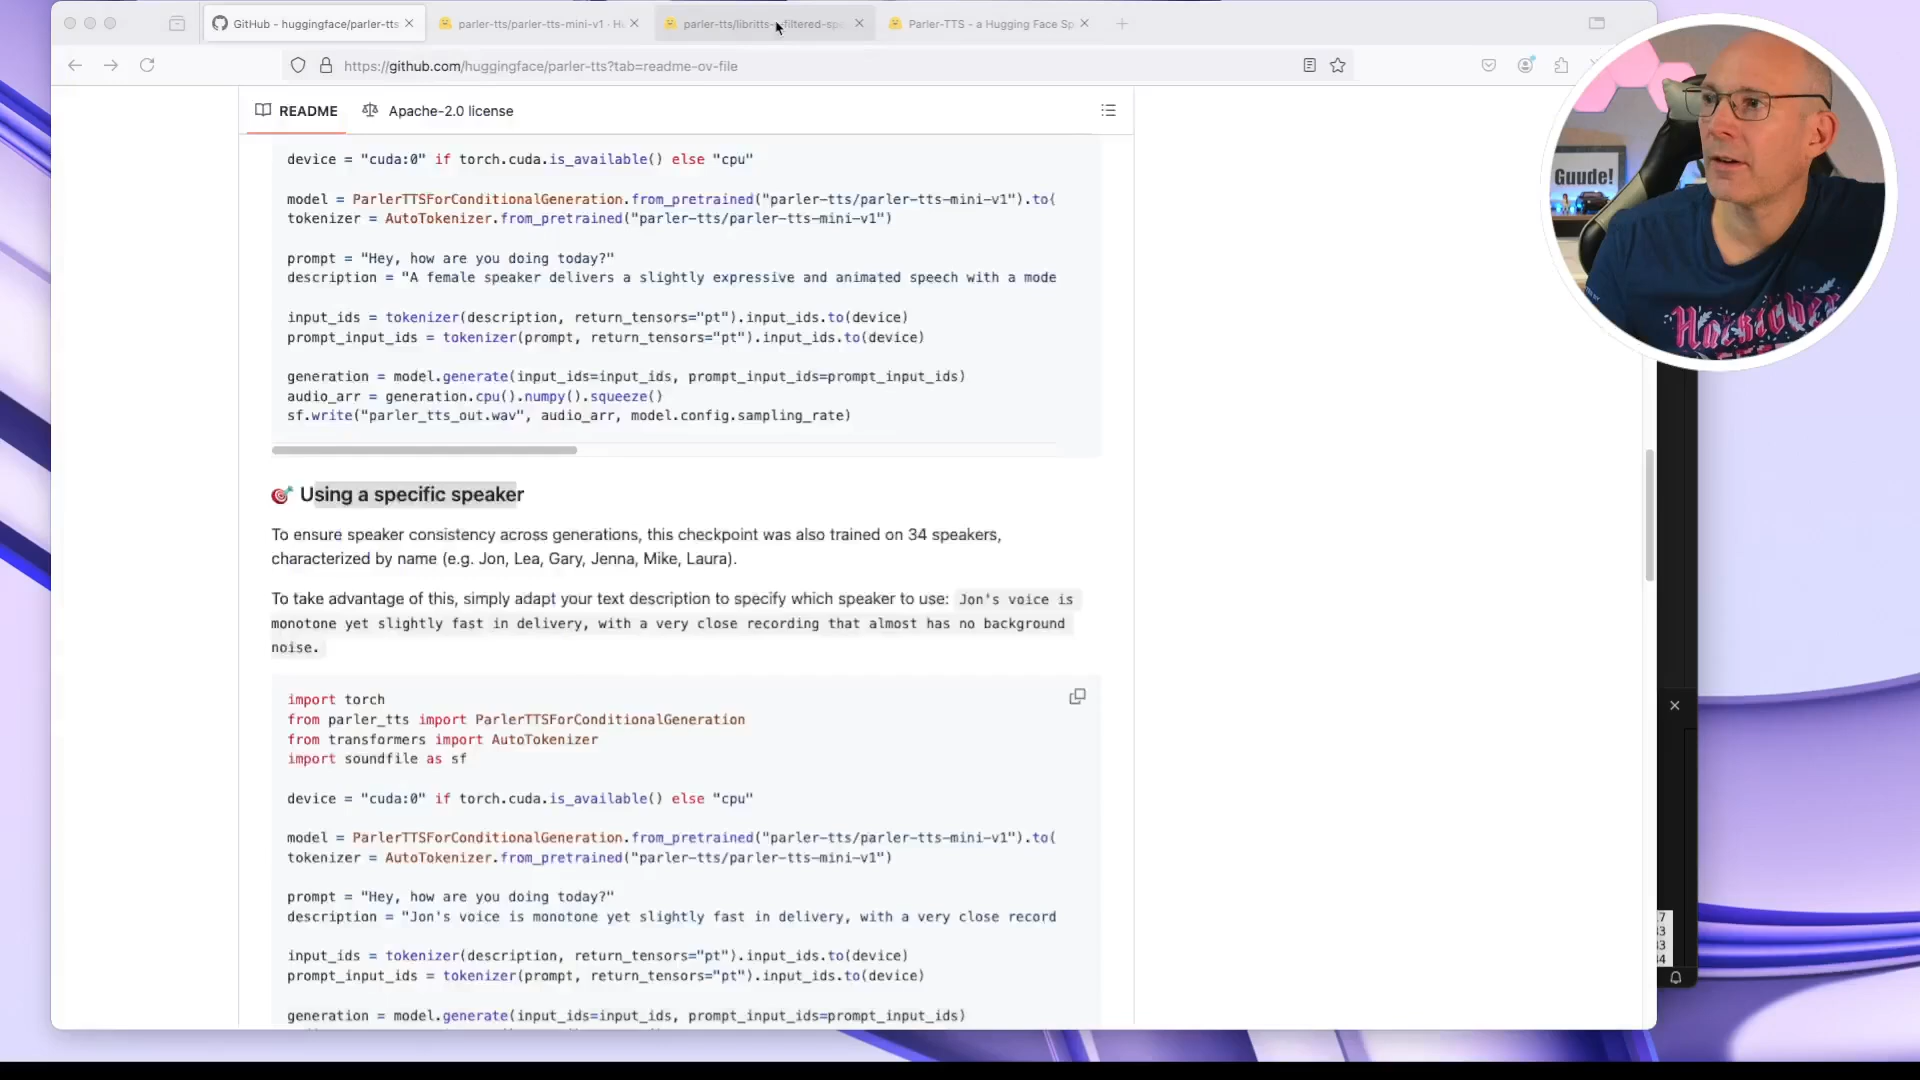 GitHub - huggingface/parler-tts
parler-tts/parler-tts-mini-v1 · H
parler-tts/libritts filtered-spe
Parler-TTS - a Hugging Face Sp
https://github.com/huggingface/parler-tts?tab=readme-ov-file
README
Apache-2.0 license
device = "cuda:0" if torch.cuda.is_available() else "cpu"
model = ParlerTTSForConditionalGeneration.from_pretrained("parler-tts/parler-tts-mini-v1").to(
tokenizer = AutoTokenizer.from_pretrained("parler-tts/parler-tts-mini-v1")
prompt = "Hey, how are you doing today?"
description = "A female speaker delivers a slightly expressive and animated speech with a mode
input_ids = tokenizer(description, return_tensors="pt").input_ids.to(device)
prompt_input_ids = tokenizer(prompt, return_tensors="pt").input_ids.to(device)
generation = model.generate(input_ids=input_ids, prompt_input_ids=prompt_input_ids)
audio_arr = generation.cpu().numpy().squeeze()
sf.write("parler_tts_out.wav", audio_arr, model.config.sampling_rate)
🎯 Using a specific speaker
To ensure speaker consistency across generations, this checkpoint was also trained on 34 speakers,
characterized by name (e.g. Jon, Lea, Gary, Jenna, Mike, Laura).
To take advantage of this, simply adapt your text description to specify which speaker to use: Jon's voice is
monotone yet slightly fast in delivery, with a very close recording that almost has no background
noise.
import torch
from parler_tts import ParlerTTSForConditionalGeneration
from transformers import AutoTokenizer
import soundfile as sf
device = "cuda:0" if torch.cuda.is_available() else "cpu"
model = ParlerTTSForConditionalGeneration.from_pretrained("parler-tts/parler-tts-mini-v1").to(
tokenizer = AutoTokenizer.from_pretrained("parler-tts/parler-tts-mini-v1")
prompt = "Hey, how are you doing today?"
description = "Jon's voice is monotone yet slightly fast in delivery, with a very close record
input_ids = tokenizer(description, return_tensors="pt").input_ids.to(device)
prompt_input_ids = tokenizer(prompt, return_tensors="pt").input_ids.to(device)
generation = model.generate(input_ids=input_ids, prompt_input_ids=prompt_input_ids)
Guude!
Hacktober
.7
33
33
34